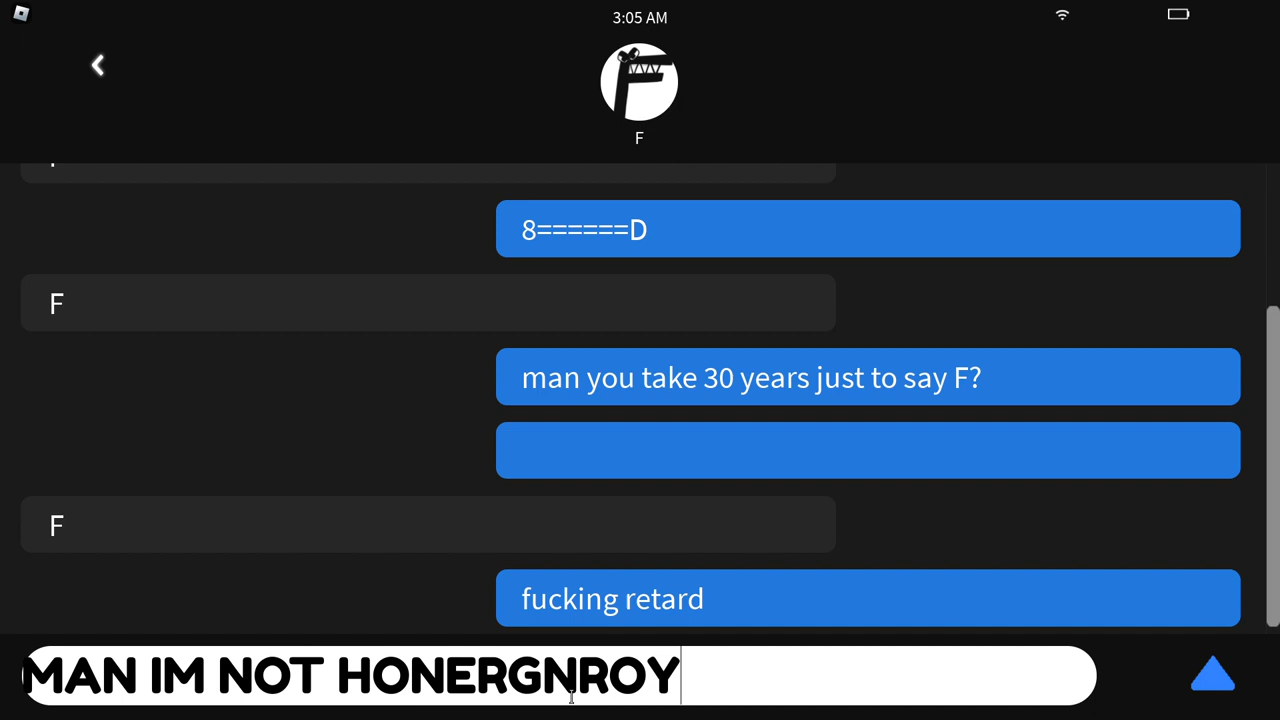 3:05 AM
F
8======D
F
man you take 30 years just to say F?
F
fucking retard
MAN IM NOT HONERGNROY